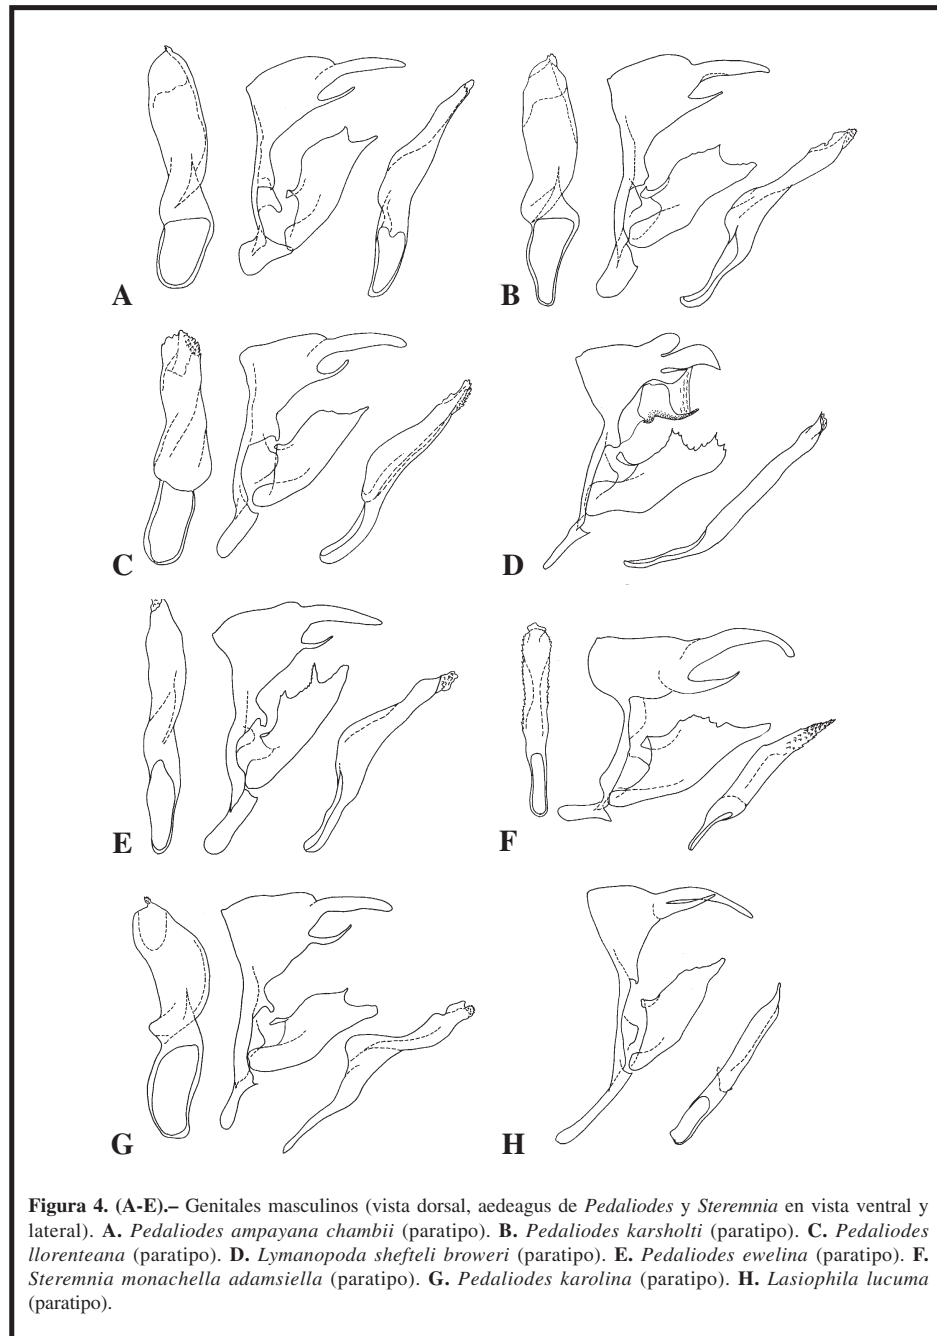 A
B
C
D
E
F
G
H
Figura 4. (A-E).– Genitales masculinos (vista dorsal, aedeagus de Pedaliodes y Steremnia en vista ventral y
lateral). A. Pedaliodes ampayana chambii (paratipo). B. Pedaliodes karsholti (paratipo). C. Pedaliodes
llorenteana (paratipo). D. Lymanopoda shefteli broweri (paratipo). E. Pedaliodes ewelina (paratipo). F.
Steremnia monachella adamsiella (paratipo). G. Pedaliodes karolina (paratipo). H. Lasiophila lucuma
(paratipo).